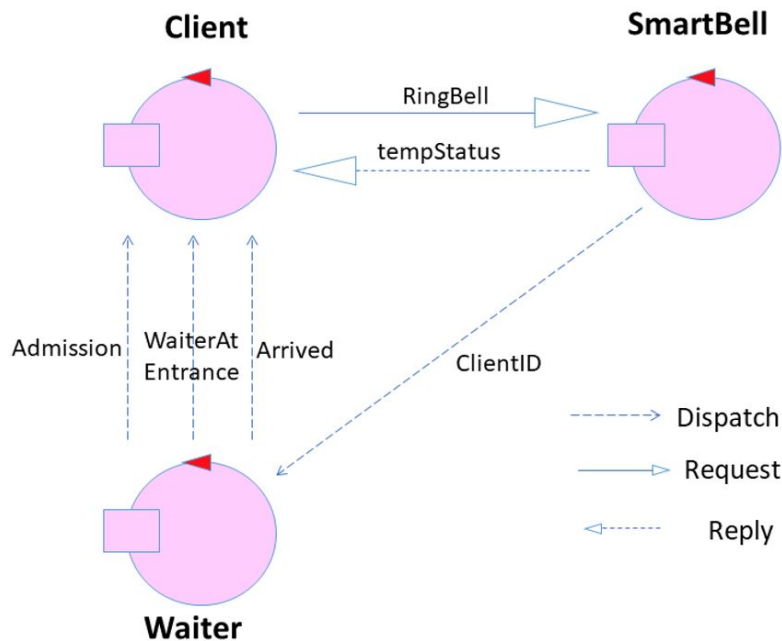 Client
SmartBell
RingBell
tempStatus
Admission
WaiterAt
Entrance
Arrived
ClientID
Dispatch
Request
Reply
Waiter